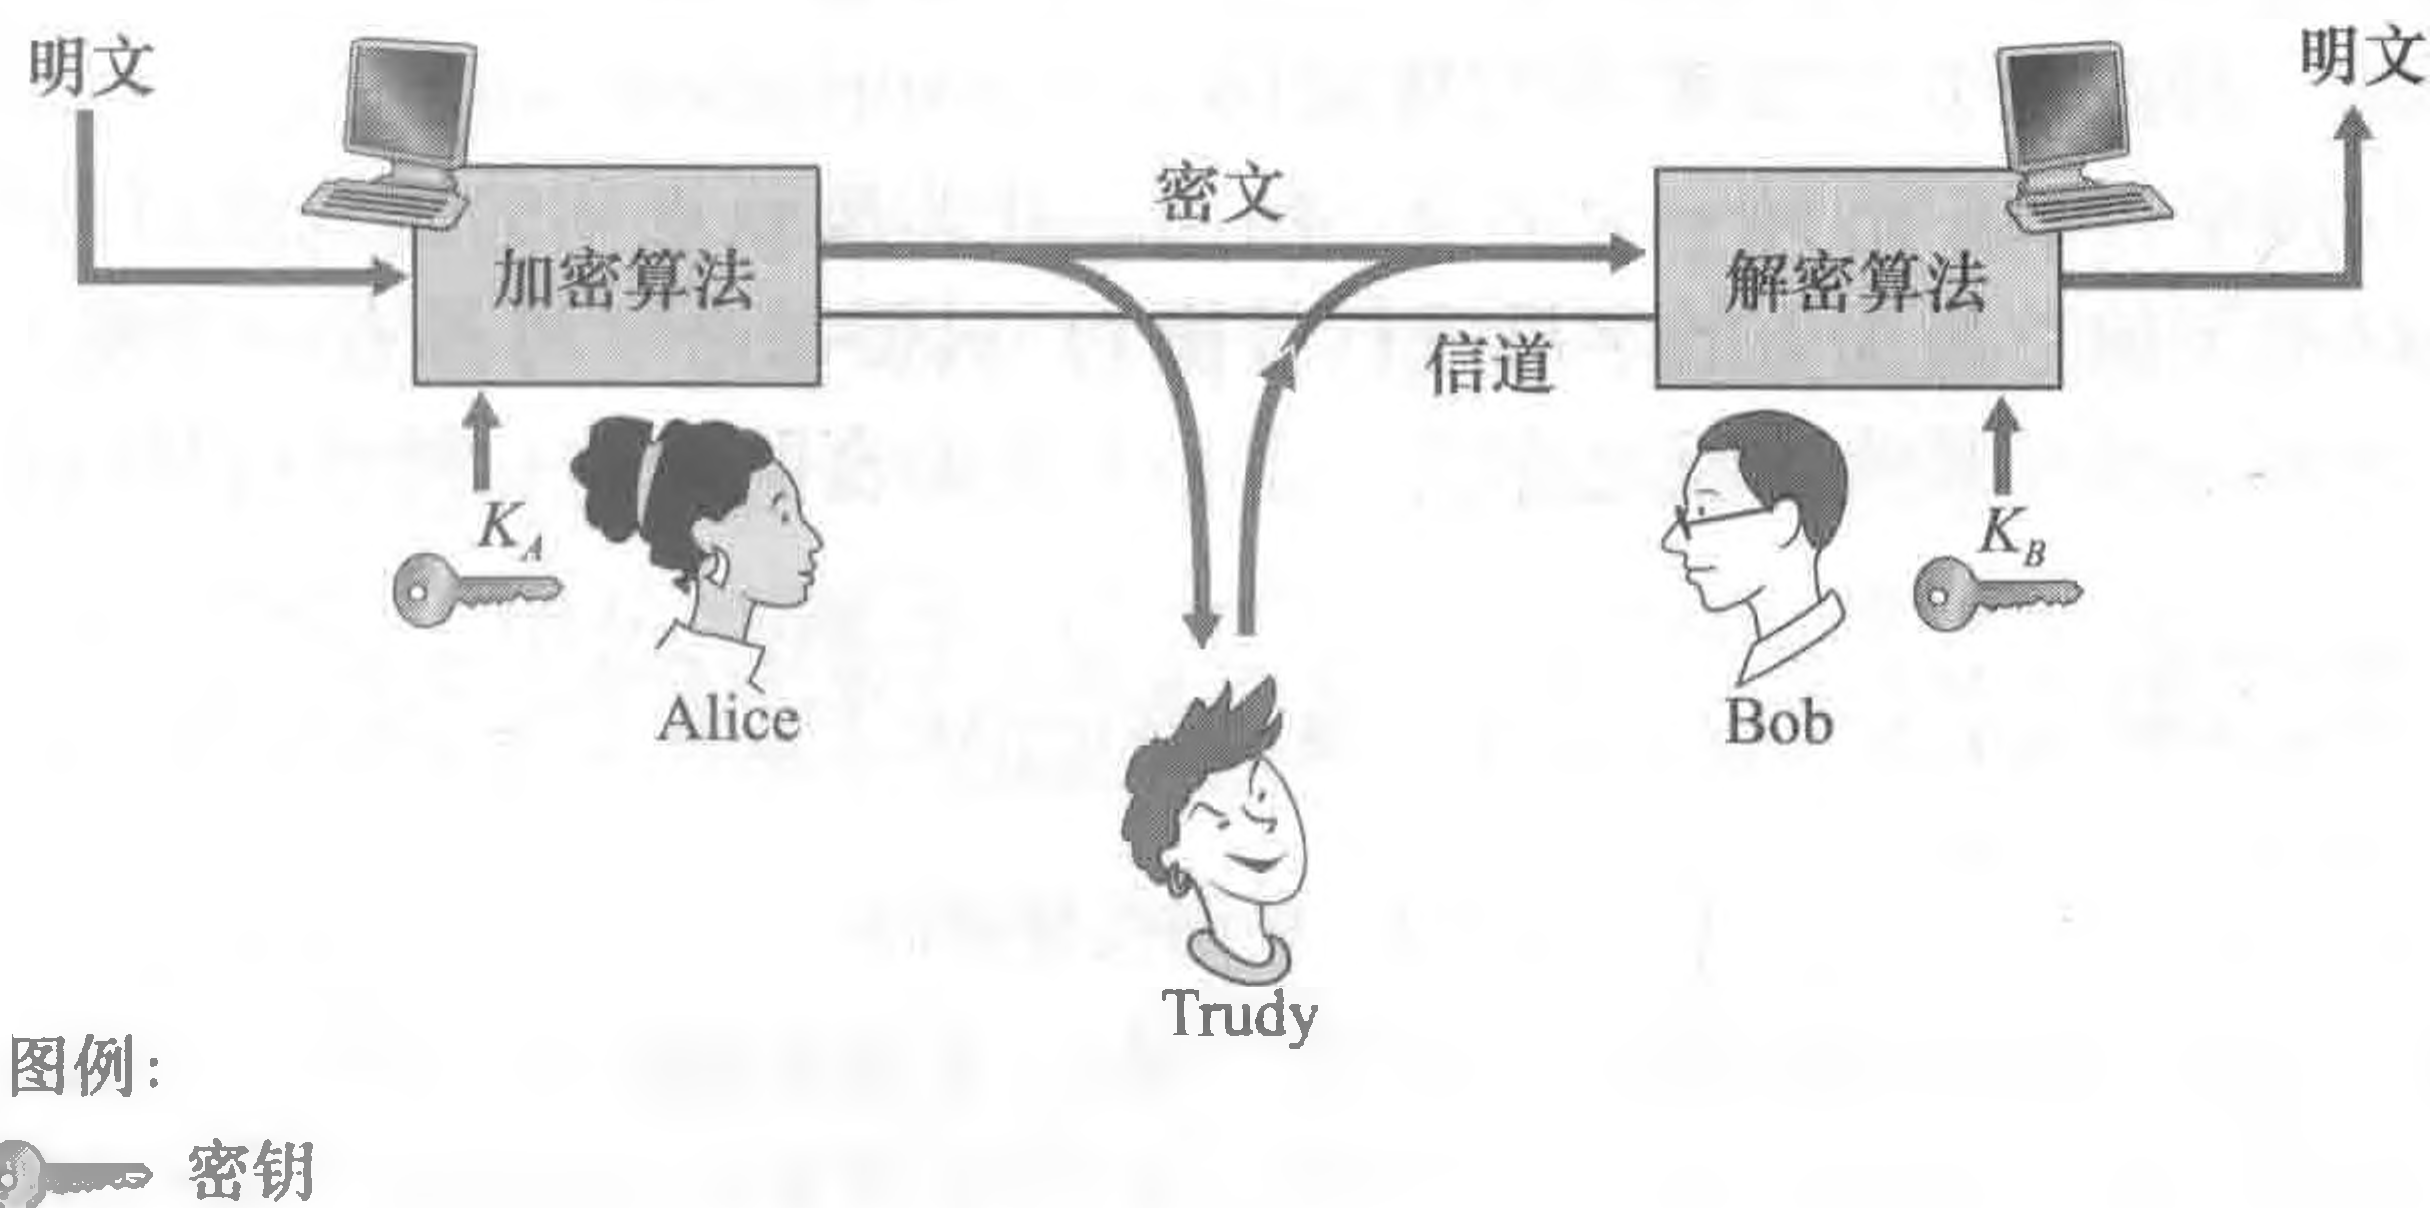 明文
明文
密文
加密算法
解密算法
信道
K_A
K_B
Alice
Bob
Trudy
图例：
密钥